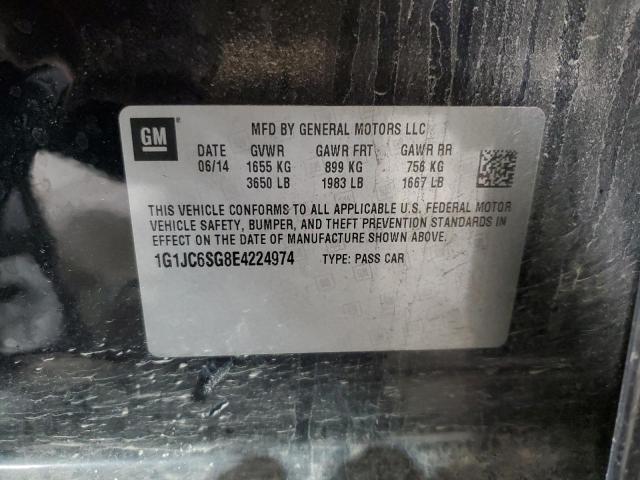 GM
MFD BY GENERAL MOTORS LLC
DATE GVWR GAWR FRT GAWR RR
06/14 1655 KG 899 KG 756 KG
3650 LB 1983 LB 1667 LB
THIS VEHICLE CONFORMS TO ALL APPLICABLE U.S. FEDERAL MOTOR
VEHICLE SAFETY, BUMPER, AND THEFT PREVENTION STANDARDS IN
EFFECT ON THE DATE OF MANUFACTURE SHOWN ABOVE.
1G1JC6SG8E4224974 TYPE: PASS CAR